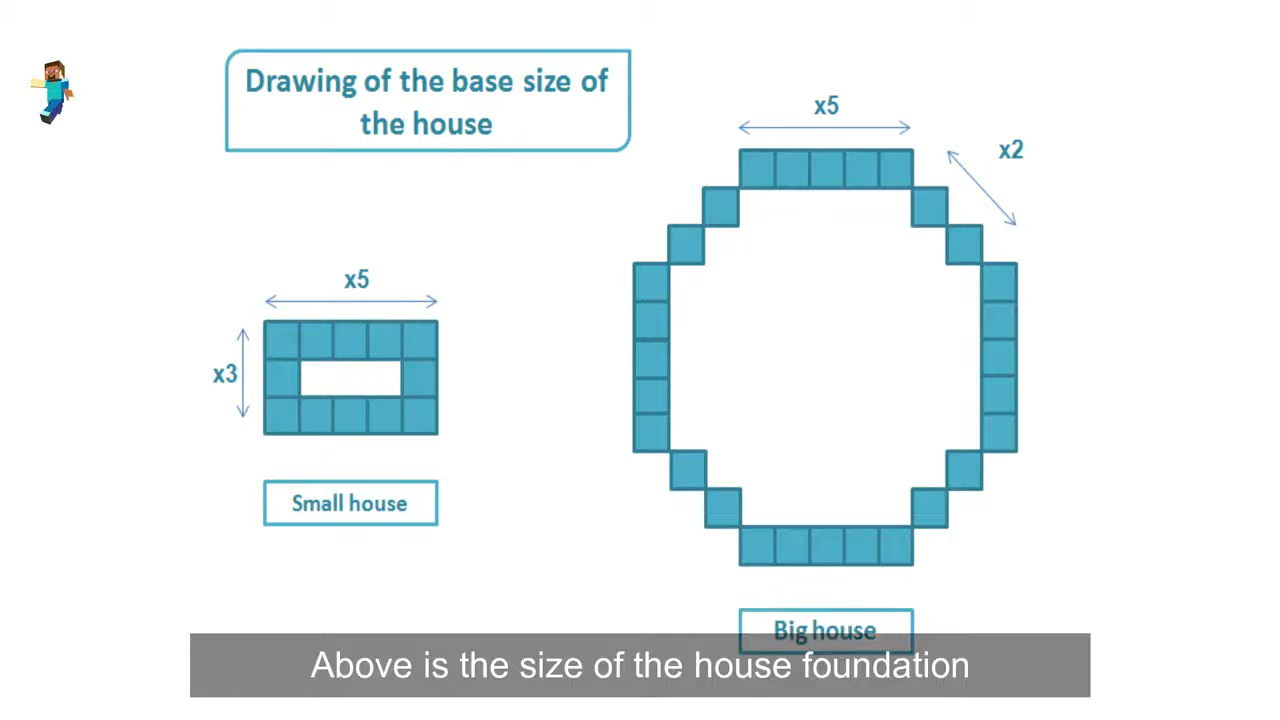 Drawing of the base size of
the house
x5
x2
x5
x3
Small house
Big house
Above is the size of the house foundation